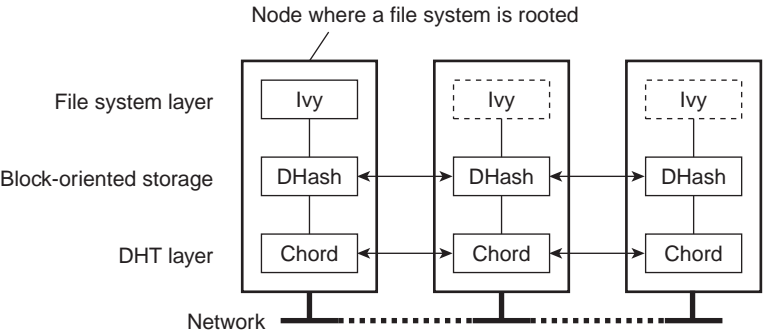 Node where a file system is rooted
File system layer
Ivy
Ivy
Ivy
Block-oriented storage
DHash
DHash
DHash
DHT layer
Chord
Chord
Chord
Network